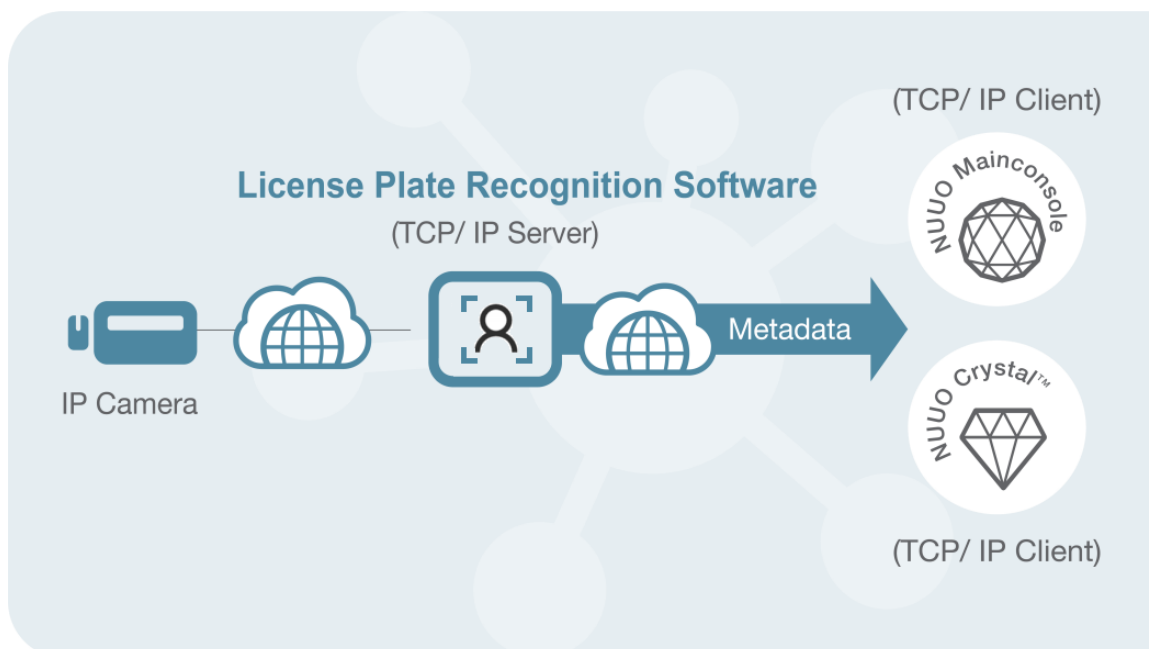 (TCP/ IP Client)
NUUO Mainconsole
License Plate Recognition Software
(TCP/ IP Server)
Metadata
IP Camera
NUUO Crystal™
(TCP/ IP Client)